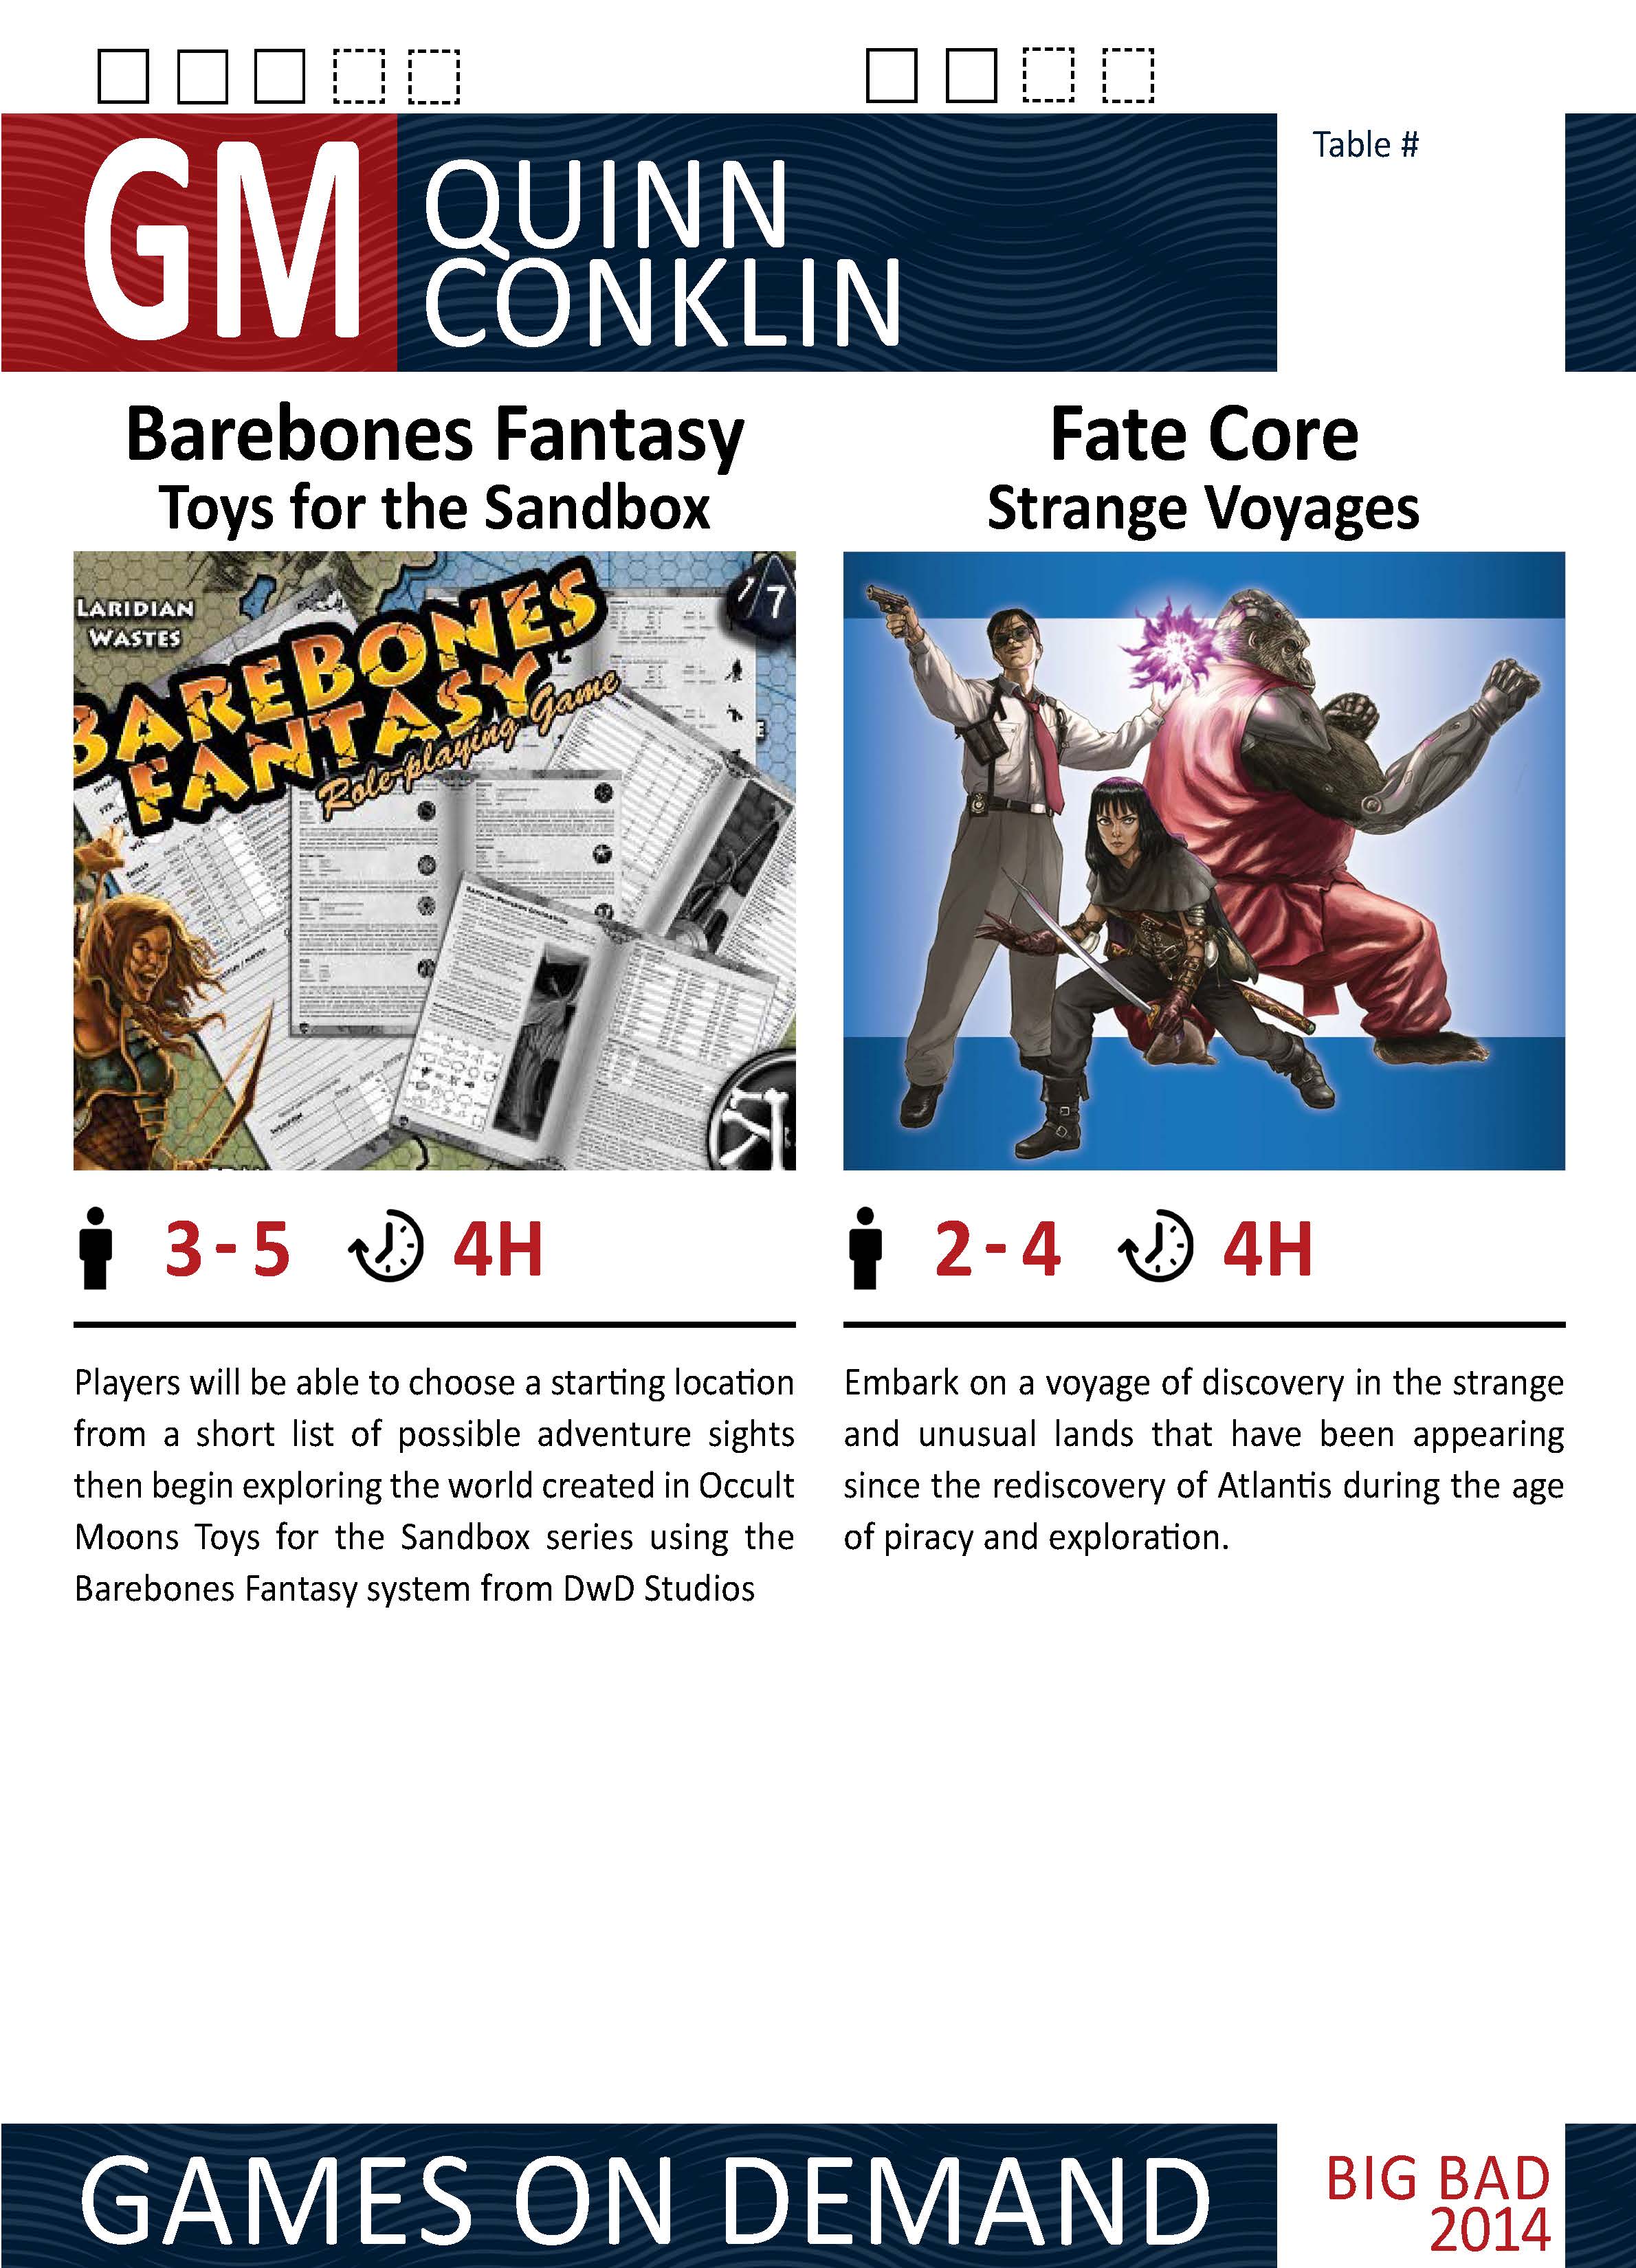 Table #
GM
QUINN
CONKLIN
Barebones Fantasy
Toys for the Sandbox
LARIDIAN
WASTES
BAREBONES
FANTASY
Role-playing Game
1/7
3-5
4H
Players will be able to choose a starting location
from a short list of possible adventure sights
then begin exploring the world created in Occult
Moons Toys for the Sandbox series using the
Barebones Fantasy system from DwD Studios
Fate Core
Strange Voyages
2-4
4H
Embark on a voyage of discovery in the strange
and unusual lands that have been appearing
since the rediscovery of Atlantis during the age
of piracy and exploration.
GAMES ON DEMAND
BIG BAD
2014